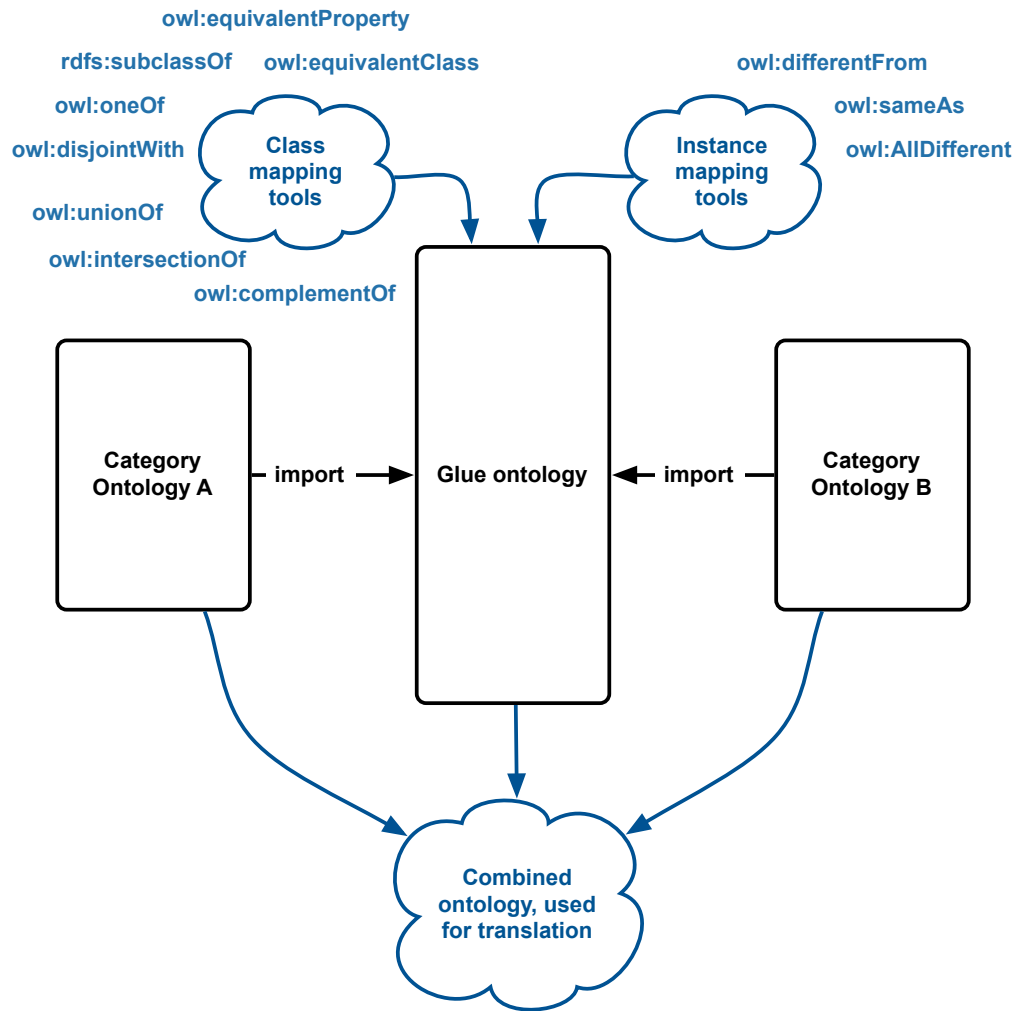 owl:equivalentProperty
rdfs:subclassOf
owl:equivalentClass
owl:oneOf
owl:disjointWith
owl:unionOf
owl:intersectionOf
owl:complementOf
Class
mapping
tools
owl:differentFrom
owl:sameAs
owl:AllDifferent
Instance
mapping
tools
Category
Ontology A
import
Glue ontology
import
Category
Ontology B
Combined
ontology, used
for translation